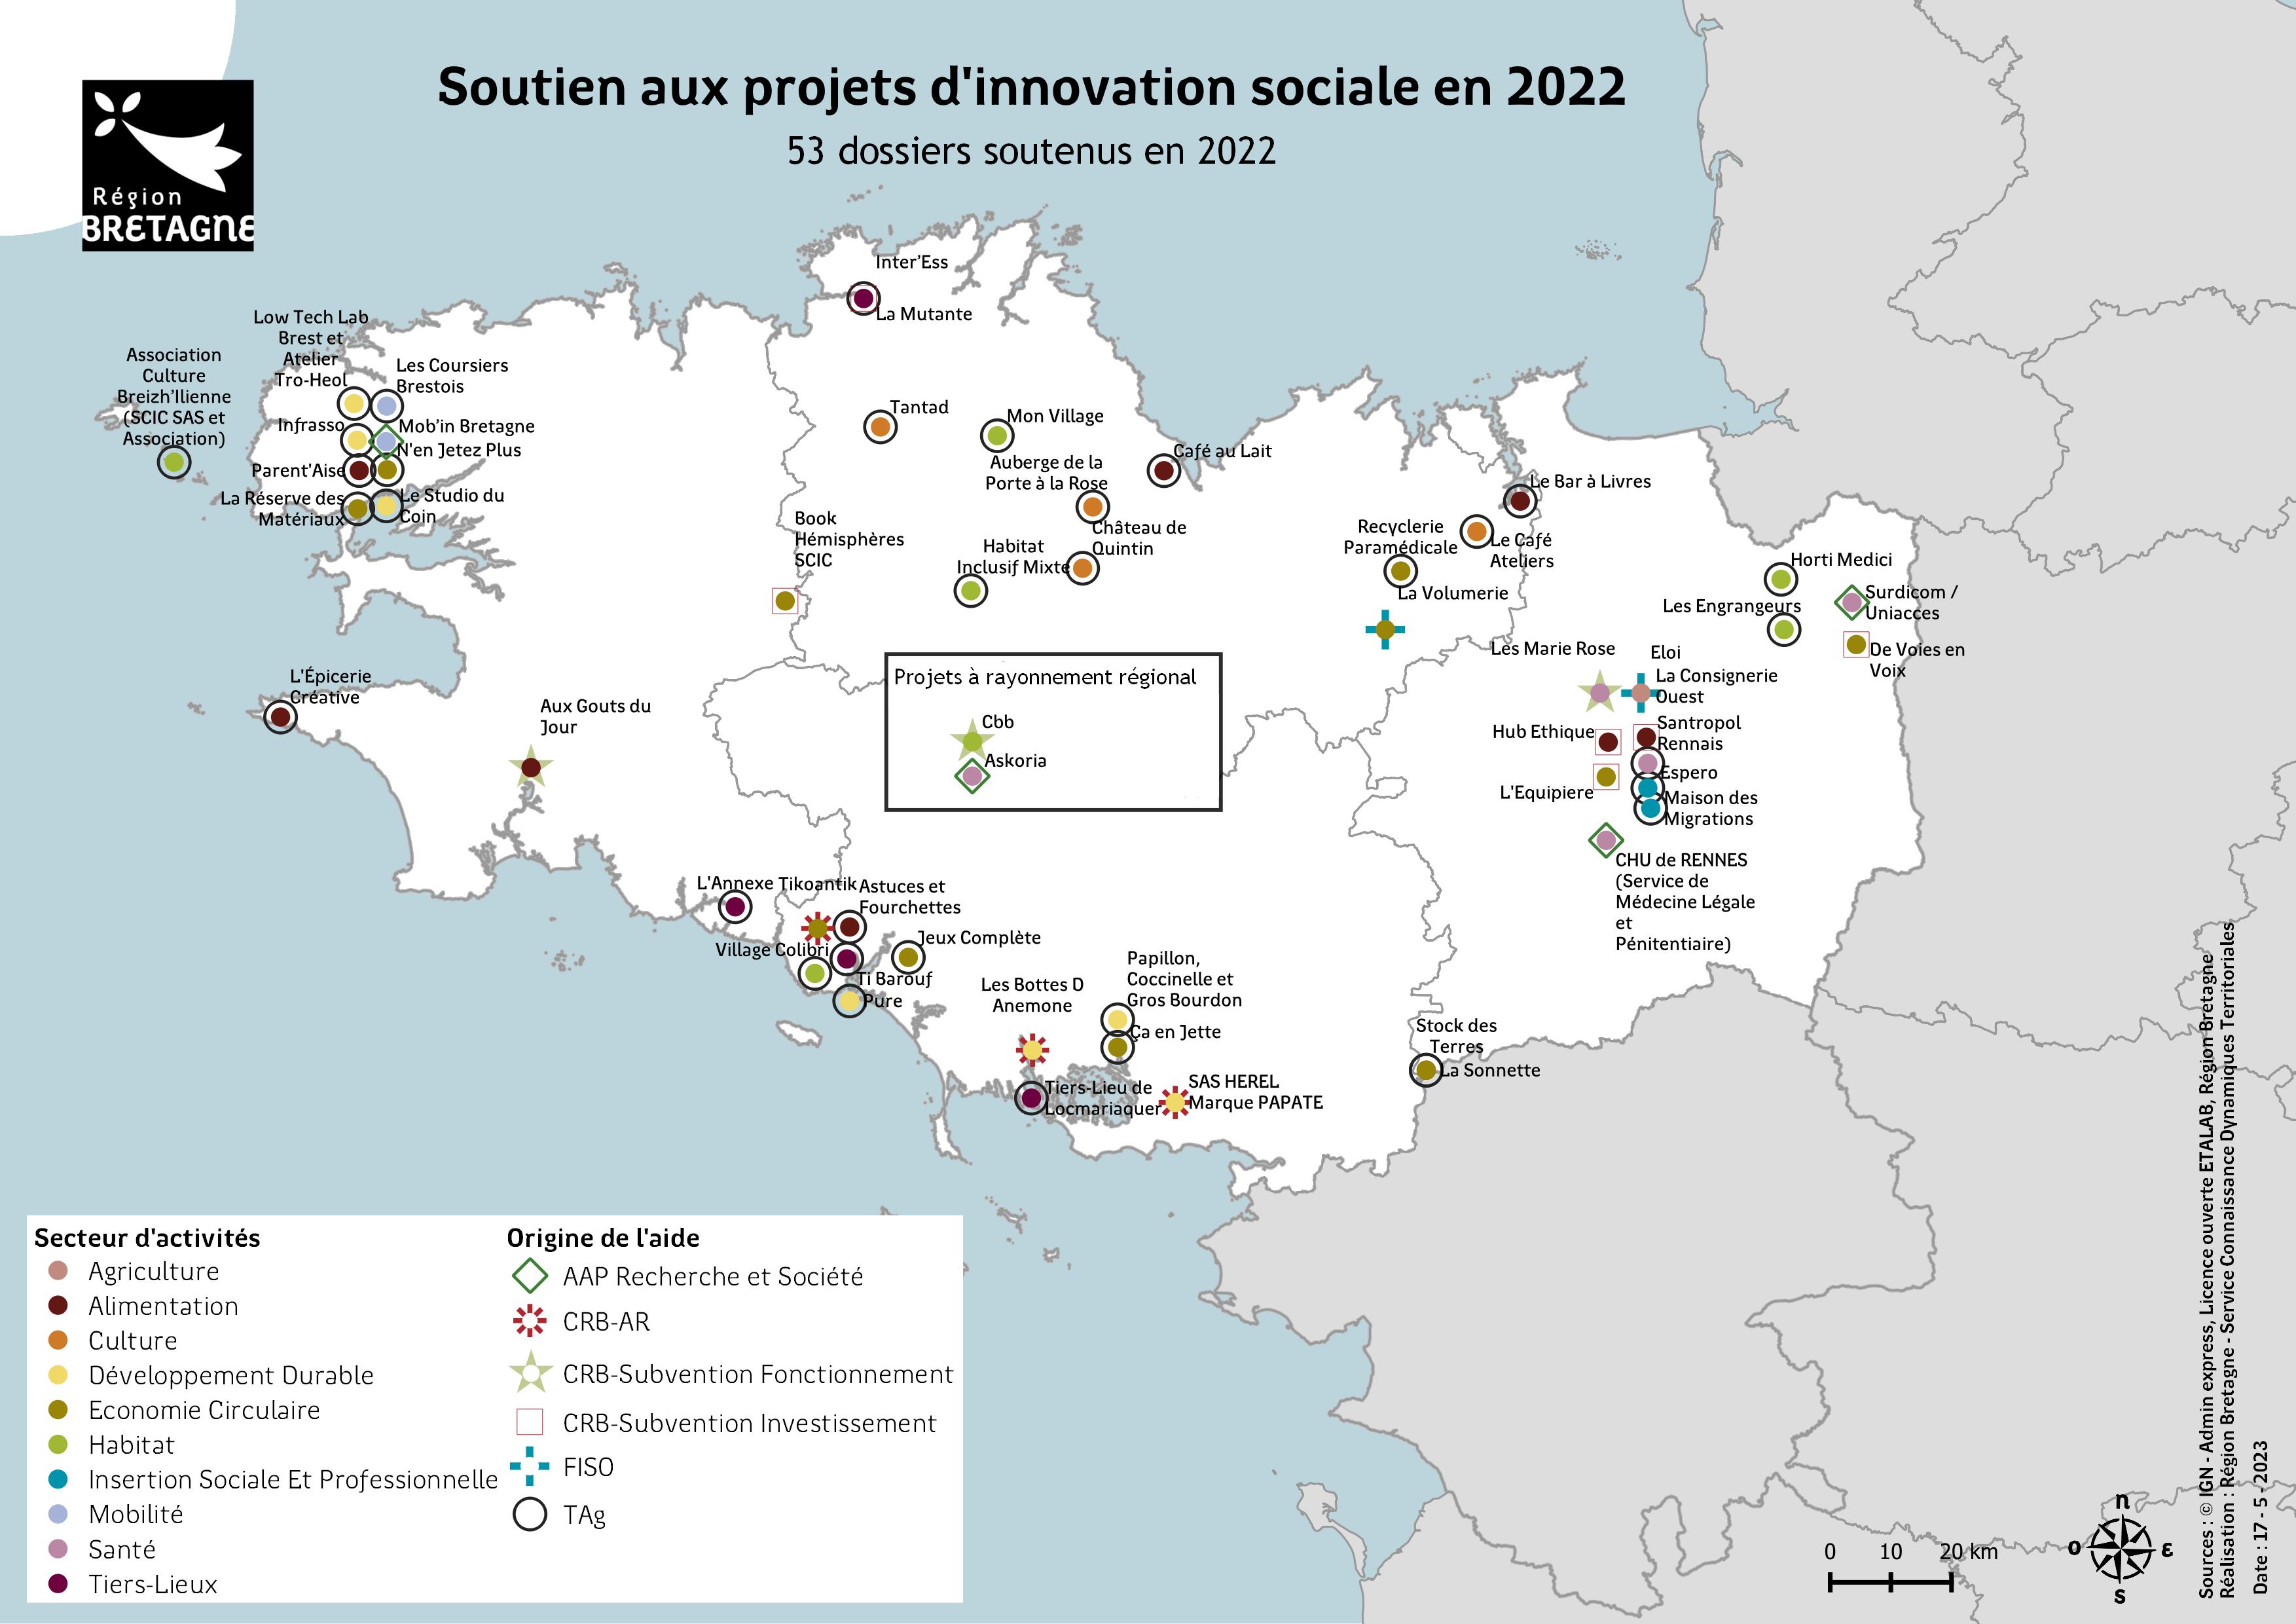 Soutien aux projets d'innovation sociale en 2022
53 dossiers soutenus en 2022
Région
BRETAGNE
Inter’Ess
La Mutante
Low Tech Lab
Brest et
Atelier
Tro-Heol
Association
Culture
Breizh’Ilienne
(SCIC SAS et
Association)
Les Coursiers
Brestois
Infrasso
Mob’in Bretagne
N'en Jetez Plus
Parent'Aise
La Réserve des
Matériaux
Le Studio du
Coin
Tantad
Mon Village
Auberge de la
Porte à la Rose
Café au Lait
Château de
Quintin
Habitat
Inclusif Mixte
Book
Hémisphères
SCIC
Le Bar à Livres
Recyclerie
Paramédicale
Le Café
Ateliers
La Volumerie
Horti Medici
Surdicom /
Uniacces
Les Engrangeurs
De Voies en
Voix
Les Marie Rose
Eloi
La Consignerie
Ouest
Hub Ethique
Santropol
Rennais
Espero
L'Equipiere
Maison des
Migrations
CHU de RENNES
(Service de
Médecine Légale
et
Pénitentiaire)
L'Épicerie
Créative
Aux Gouts du
Jour
Projets à rayonnement régional
Cbb
Askoria
L'Annexe
Tikoantik
Astuces et
Fourchettes
Village Colibri
Jeux Complète
Ti Barouf
Pure
Les Bottes D
Anemone
Papillon,
Coccinelle et
Gros Bourdon
Ça en Jette
Tiers-Lieu de
Locmariaquer
SAS HEREL
Marque PAPATE
Stock des
Terres
La Sonnette
Secteur d'activités
Agriculture
Alimentation
Culture
Développement Durable
Economie Circulaire
Habitat
Insertion Sociale Et Professionnelle
Mobilité
Santé
Tiers-Lieux
Origine de l'aide
AAP Recherche et Société
CRB-AR
CRB-Subvention Fonctionnement
CRB-Subvention Investissement
FISO
TAg
0 10 20 km
n
o ε
s
Sources : © IGN - Admin express, Licence ouverte ETALAB, Région Bretagne
Réalisation : Région Bretagne - Service Connaissance Dynamiques Territoriales
Date : 17 - 5 - 2023